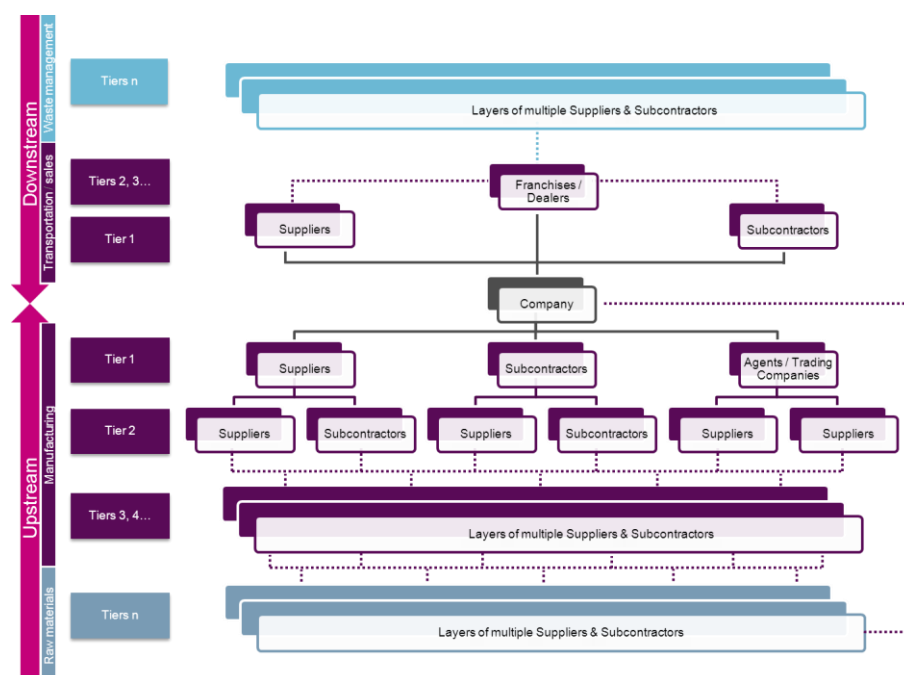 Downstream
Waste management
Tiers n
Layers of multiple Suppliers & Subcontractors
Transportation / sales
Tiers 2, 3...
Franchises /
Dealers
Tier 1
Suppliers
Subcontractors
Company
Upstream
Manufacturing
Tier 1
Suppliers
Subcontractors
Agents / Trading
Companies
Tier 2
Suppliers
Subcontractors
Suppliers
Subcontractors
Suppliers
Suppliers
Tiers 3, 4...
Layers of multiple Suppliers & Subcontractors
Raw materials
Tiers n
Layers of multiple Suppliers & Subcontractors